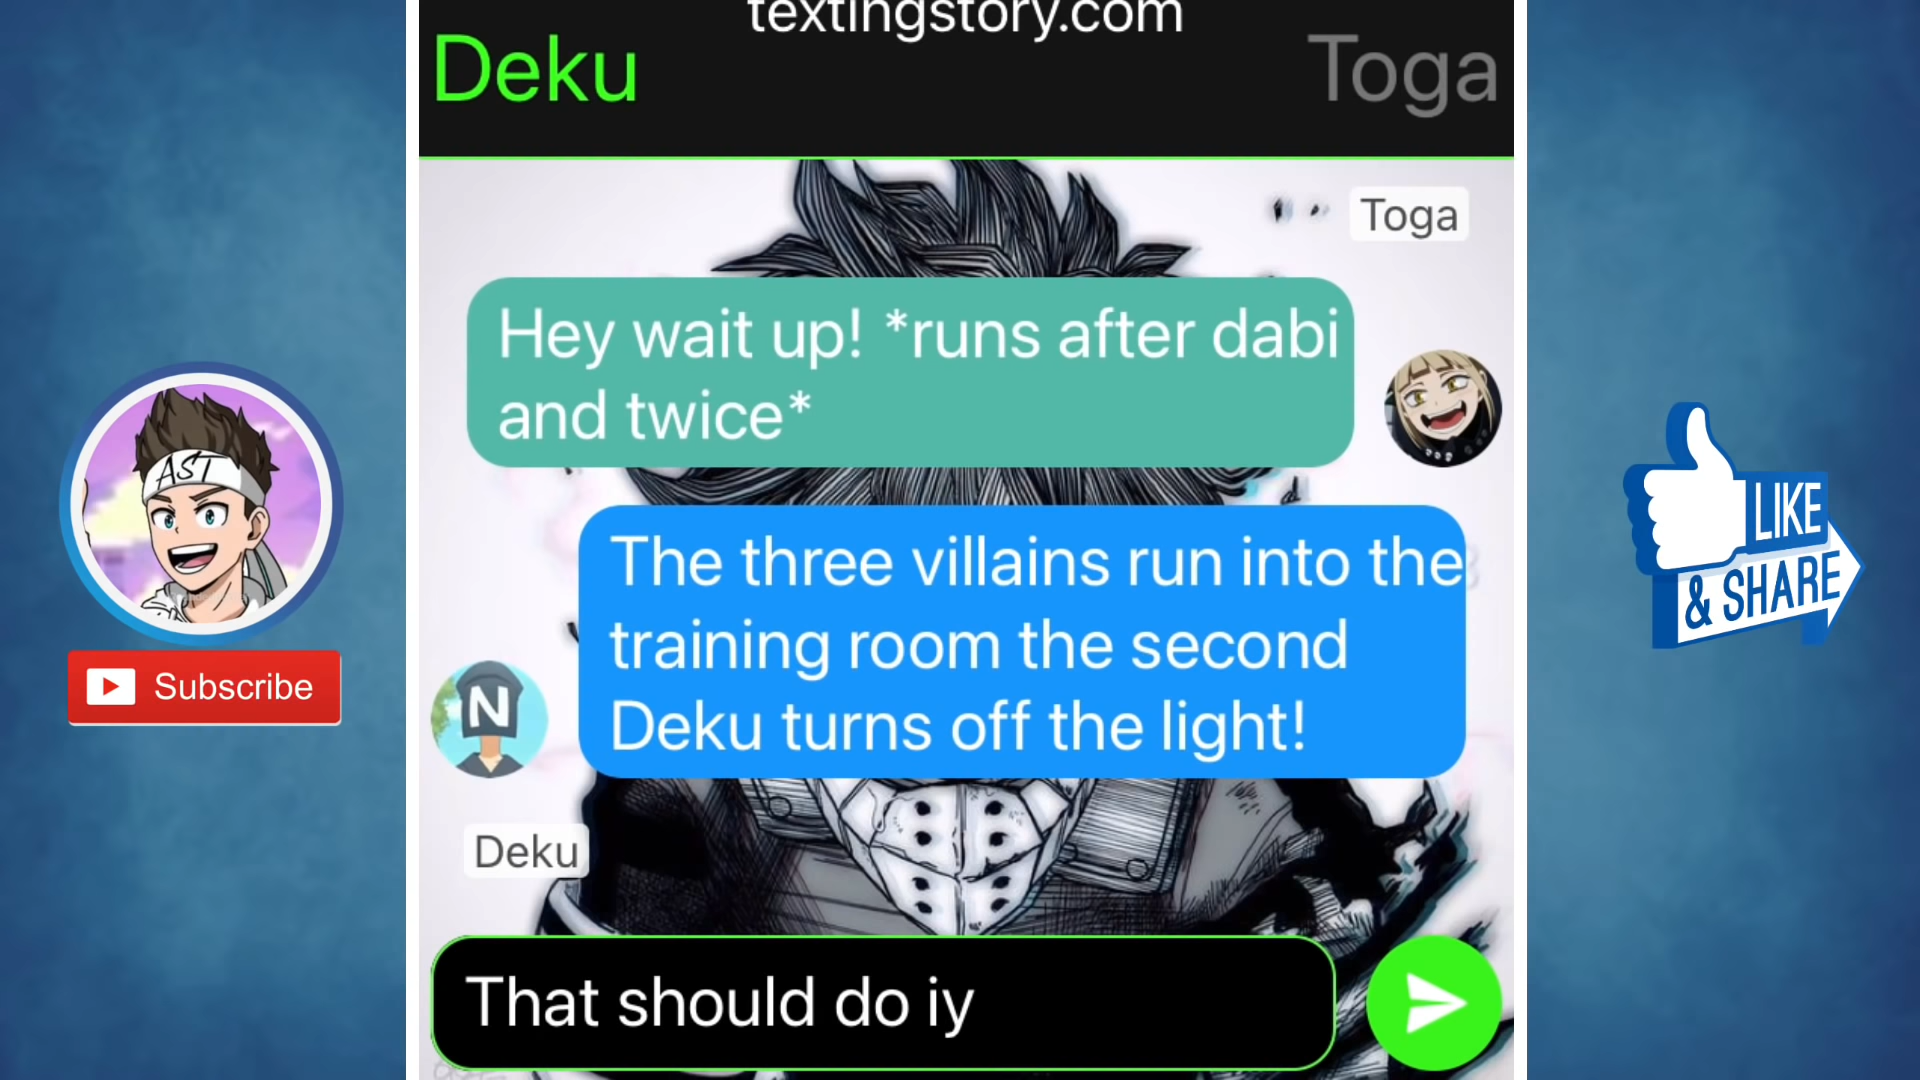 textingstory.com
Deku
Toga
Toga
Hey wait up! *runs after dabi
and twice*
The three villains run into the
training room the second
Deku turns off the light!
N
Deku
That should do iy
AST
Subscribe
LIKE
& SHARE